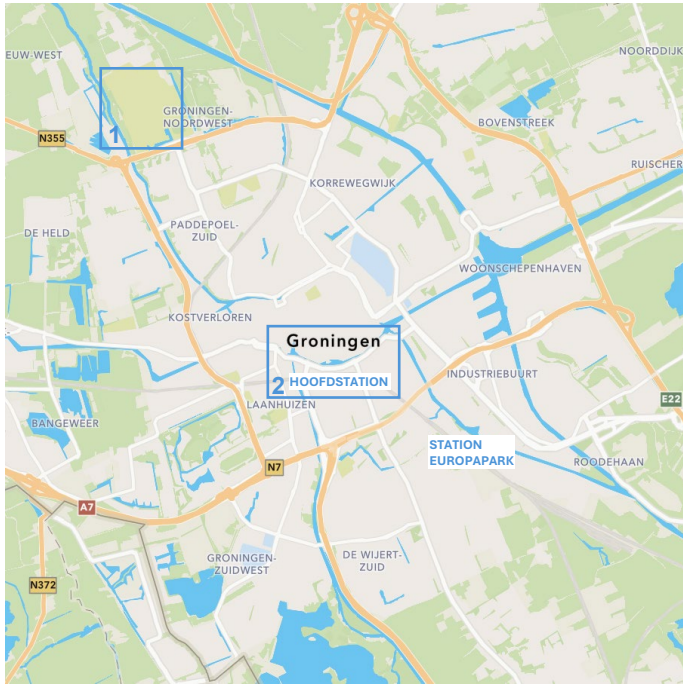 EUW-WEST
NOORDDIJK
GRONINGEN-
NOORDWEST
1
N355
BOVENSTREEK
RUISCHER
KORREWEGWIJK
PADDEPOEL-
ZUID
DE HELD
WOONSCHEPENHAVEN
KOSTVERLOREN
Groningen
2 HOOFDSTATION
INDUSTRIEBUURT
LAANHUIZEN
E22
BANGEWEER
STATION
EUROPAPARK
N7
ROODEHAAN
A7
GRONINGEN-
ZUIDWEST
DE WIJERT-
ZUID
N372